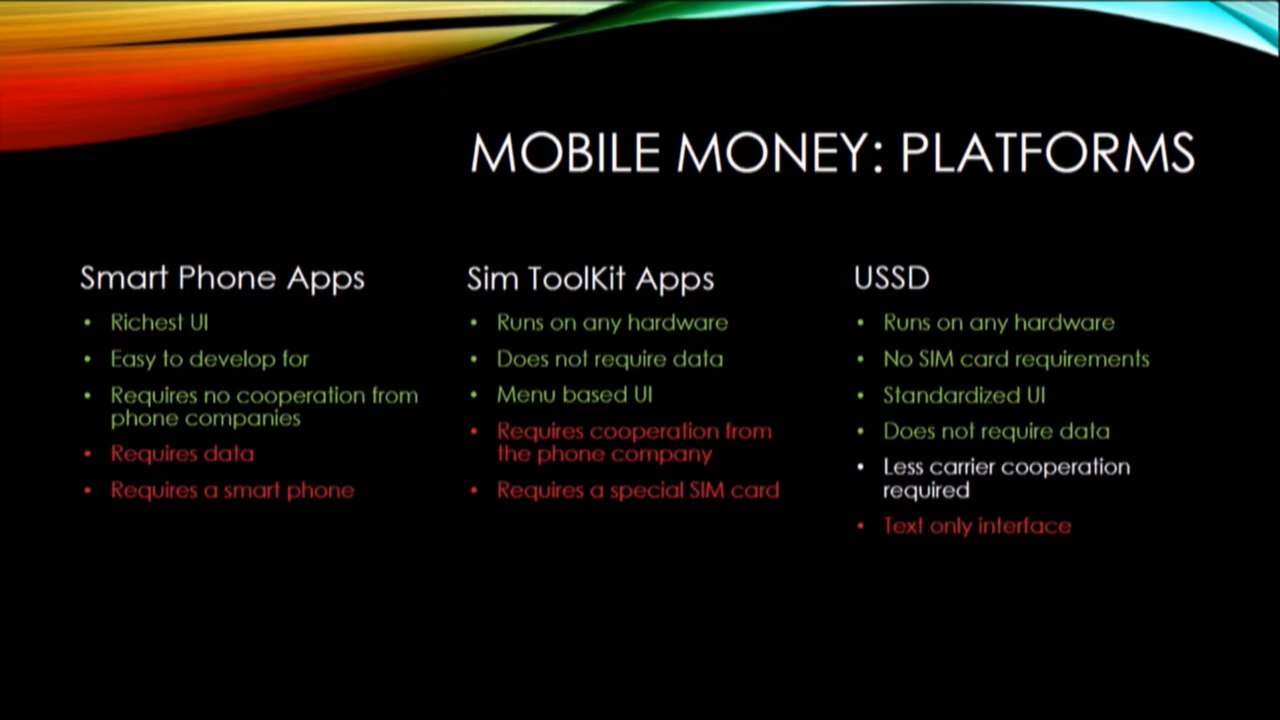 MOBILE MONEY: PLATFORMS
Smart Phone Apps
• Richest UI
• Easy to develop for
• Requires no cooperation from
phone companies
• Requires data
• Requires a smart phone
Sim ToolKit Apps
• Runs on any hardware
• Does not require data
• Menu based UI
• Requires cooperation from
the phone company
• Requires a special SIM card
USSD
• Runs on any hardware
• No SIM card requirements
• Standardized UI
• Does not require data
• Less carrier cooperation
required
• Text only interface